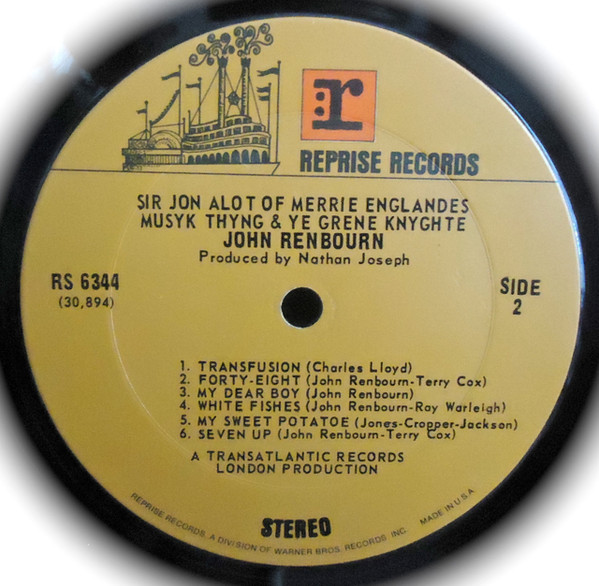 r
REPRISE RECORDS
SIR JON ALOT OF MERRIE ENGLANDES
MUSYK THYNG & YE GRENE KNYGHTE
JOHN RENBOURN
Produced by Nathan Joseph
RS 6344
(30,894)
SIDE
2
1. TRANSFUSION (Charles Lloyd)
2. FORTY-EIGHT (John Renbourn-Terry Cox)
3. MY DEAR BOY (John Renbourn)
4. WHITE FISHES (John Renbourn-Ray Warleigh)
5. MY SWEET POTATOE (Jones-Cropper-Jackson)
6. SEVEN UP (John Renbourn-Terry Cox)
A TRANSATLANTIC RECORDS
LONDON PRODUCTION
STEREO
REPRISE RECORDS, A DIVISION OF WARNER BROS. RECORDS INC. MADE IN U.S.A.